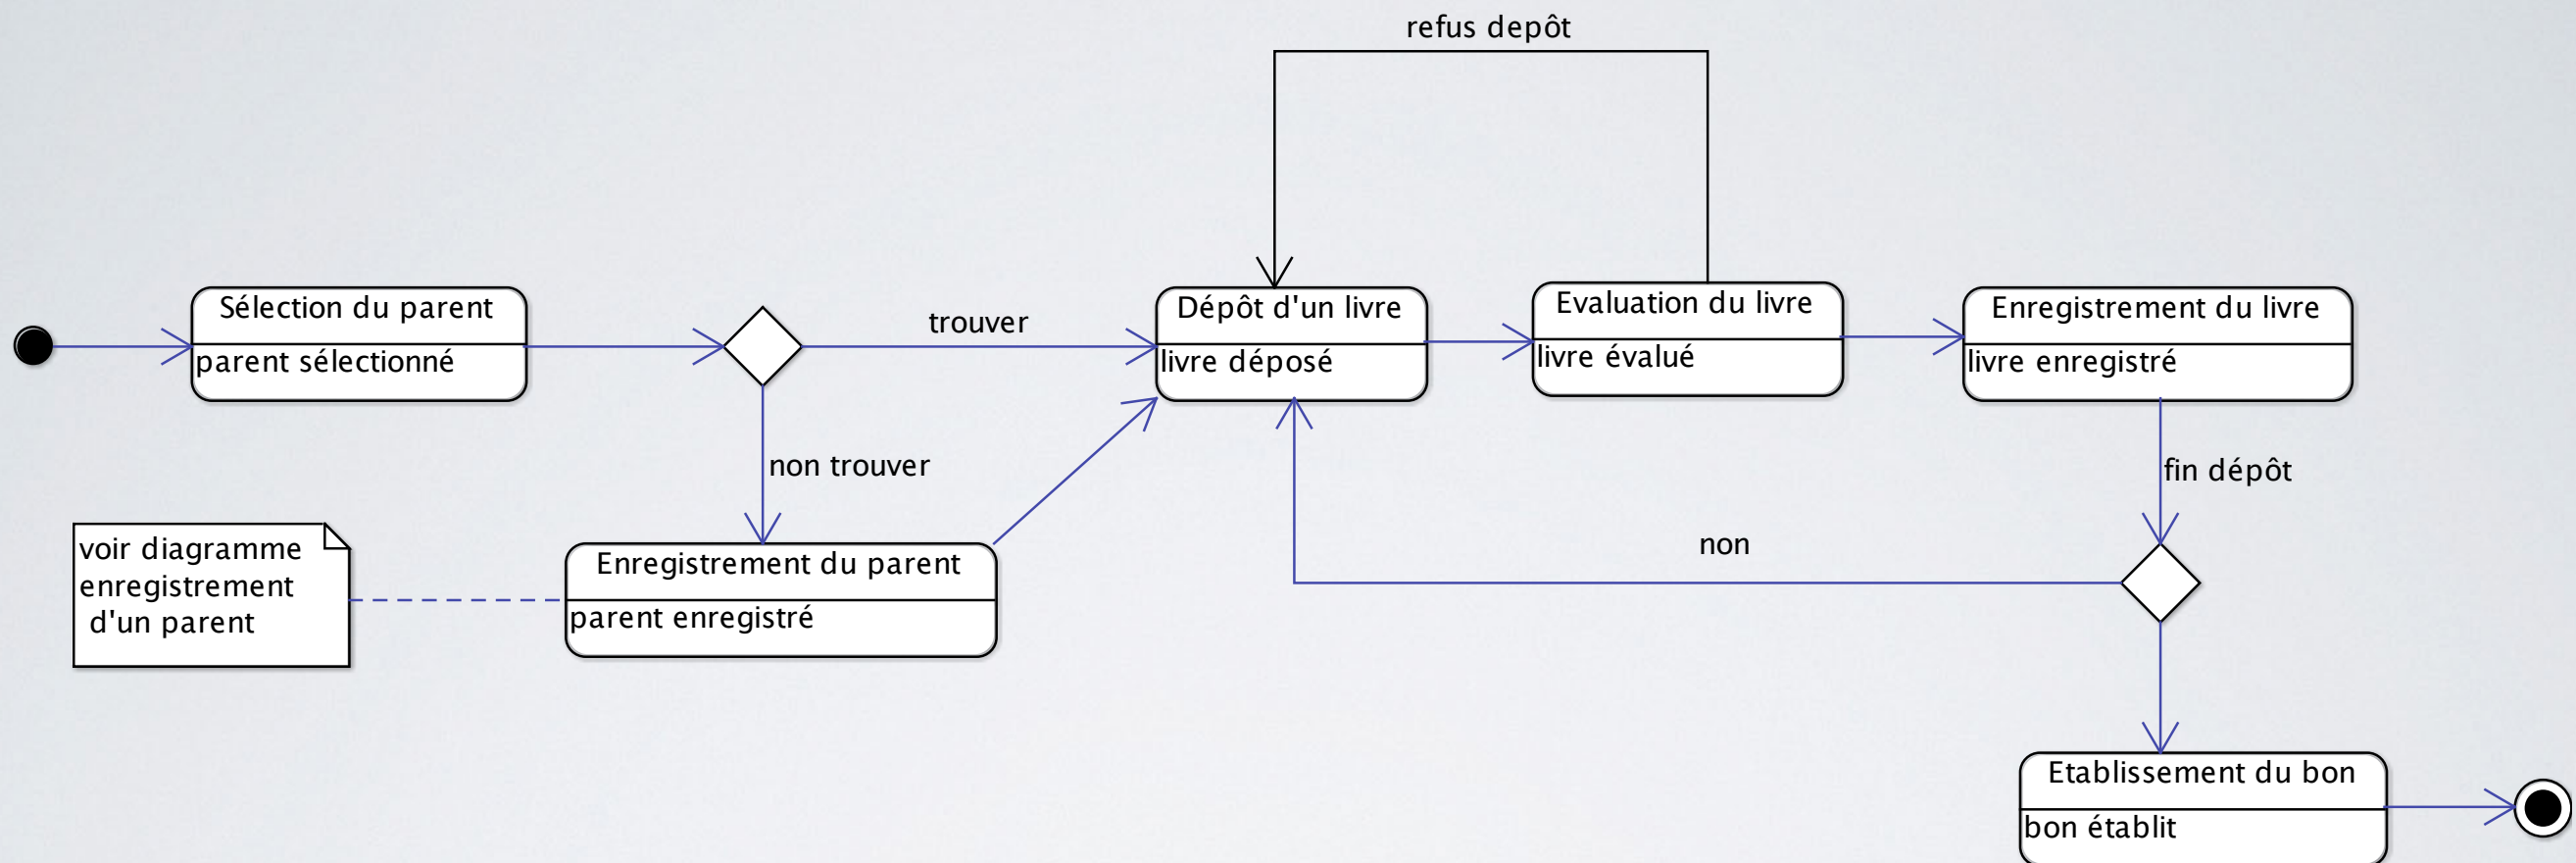 refus depôt
Sélection du parent
parent sélectionné
trouver
Dépôt d'un livre
livre déposé
Evaluation du livre
livre évalué
Enregistrement du livre
livre enregistré
non trouver
fin dépôt
voir diagramme
enregistrement
d'un parent
Enregistrement du parent
parent enregistré
non
Etablissement du bon
bon établit